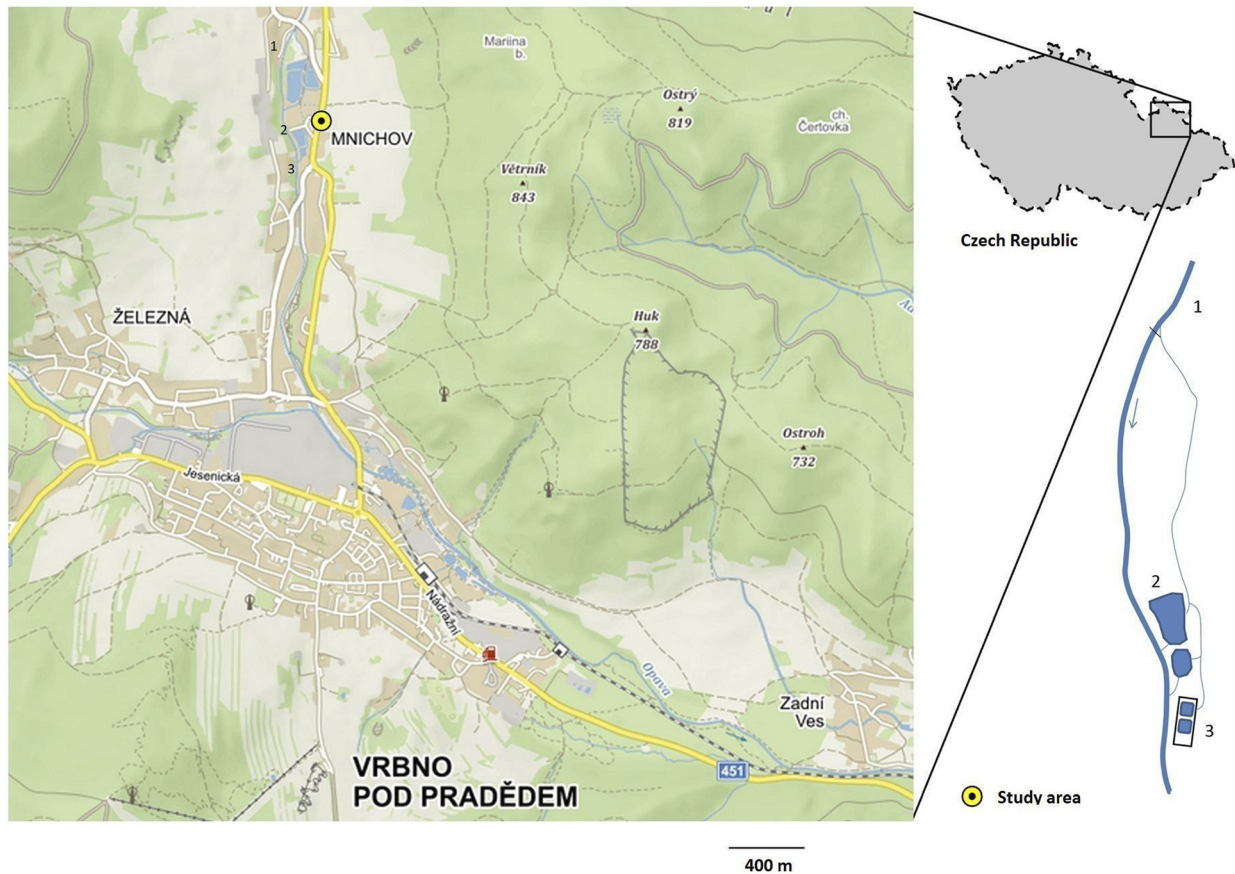 1
Mariina
b.
Ostrý
819
ch.
Čertovka
2
MNICHOV
3
Větrník
843
ŽELEZNÁ
Huk
788
Ostroh
732
Jesenická
Nádražní
Opava
Zadní
Ves
451
VRBNO
POD PRADĚDEM
400 m
Czech Republic
1
2
3
Study area